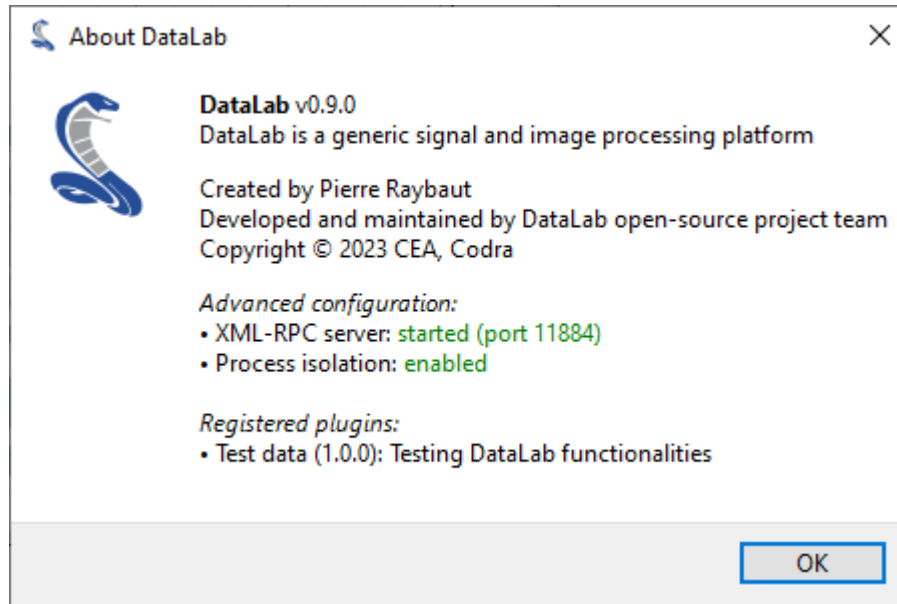 About DataLab
DataLab v0.9.0
DataLab is a generic signal and image processing platform
Created by Pierre Raybaut
Developed and maintained by DataLab open-source project team
Copyright © 2023 CEA, Codra
Advanced configuration:
• XML-RPC server: started (port 11884)
• Process isolation: enabled
Registered plugins:
• Test data (1.0.0): Testing DataLab functionalities
OK